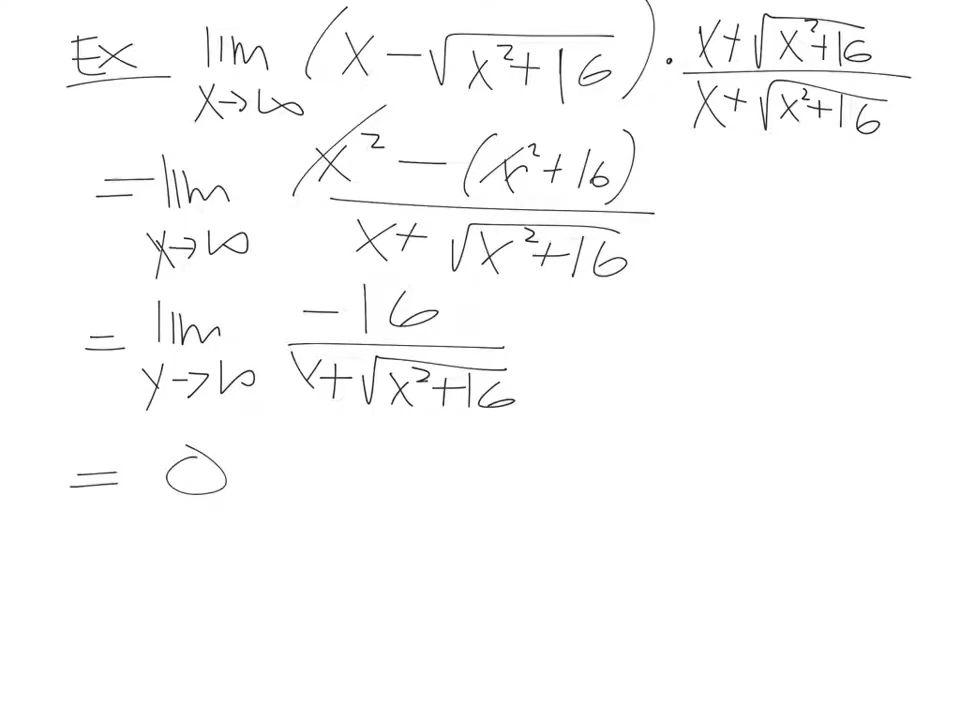 Ex lim x→∞ (x − √(x²+16)) · (x+√(x²+16))/(x+√(x²+16))
= lim x→∞ (x² − (x²+16))/(x+√(x²+16))
= lim x→∞ −16/(x+√(x²+16))
= 0